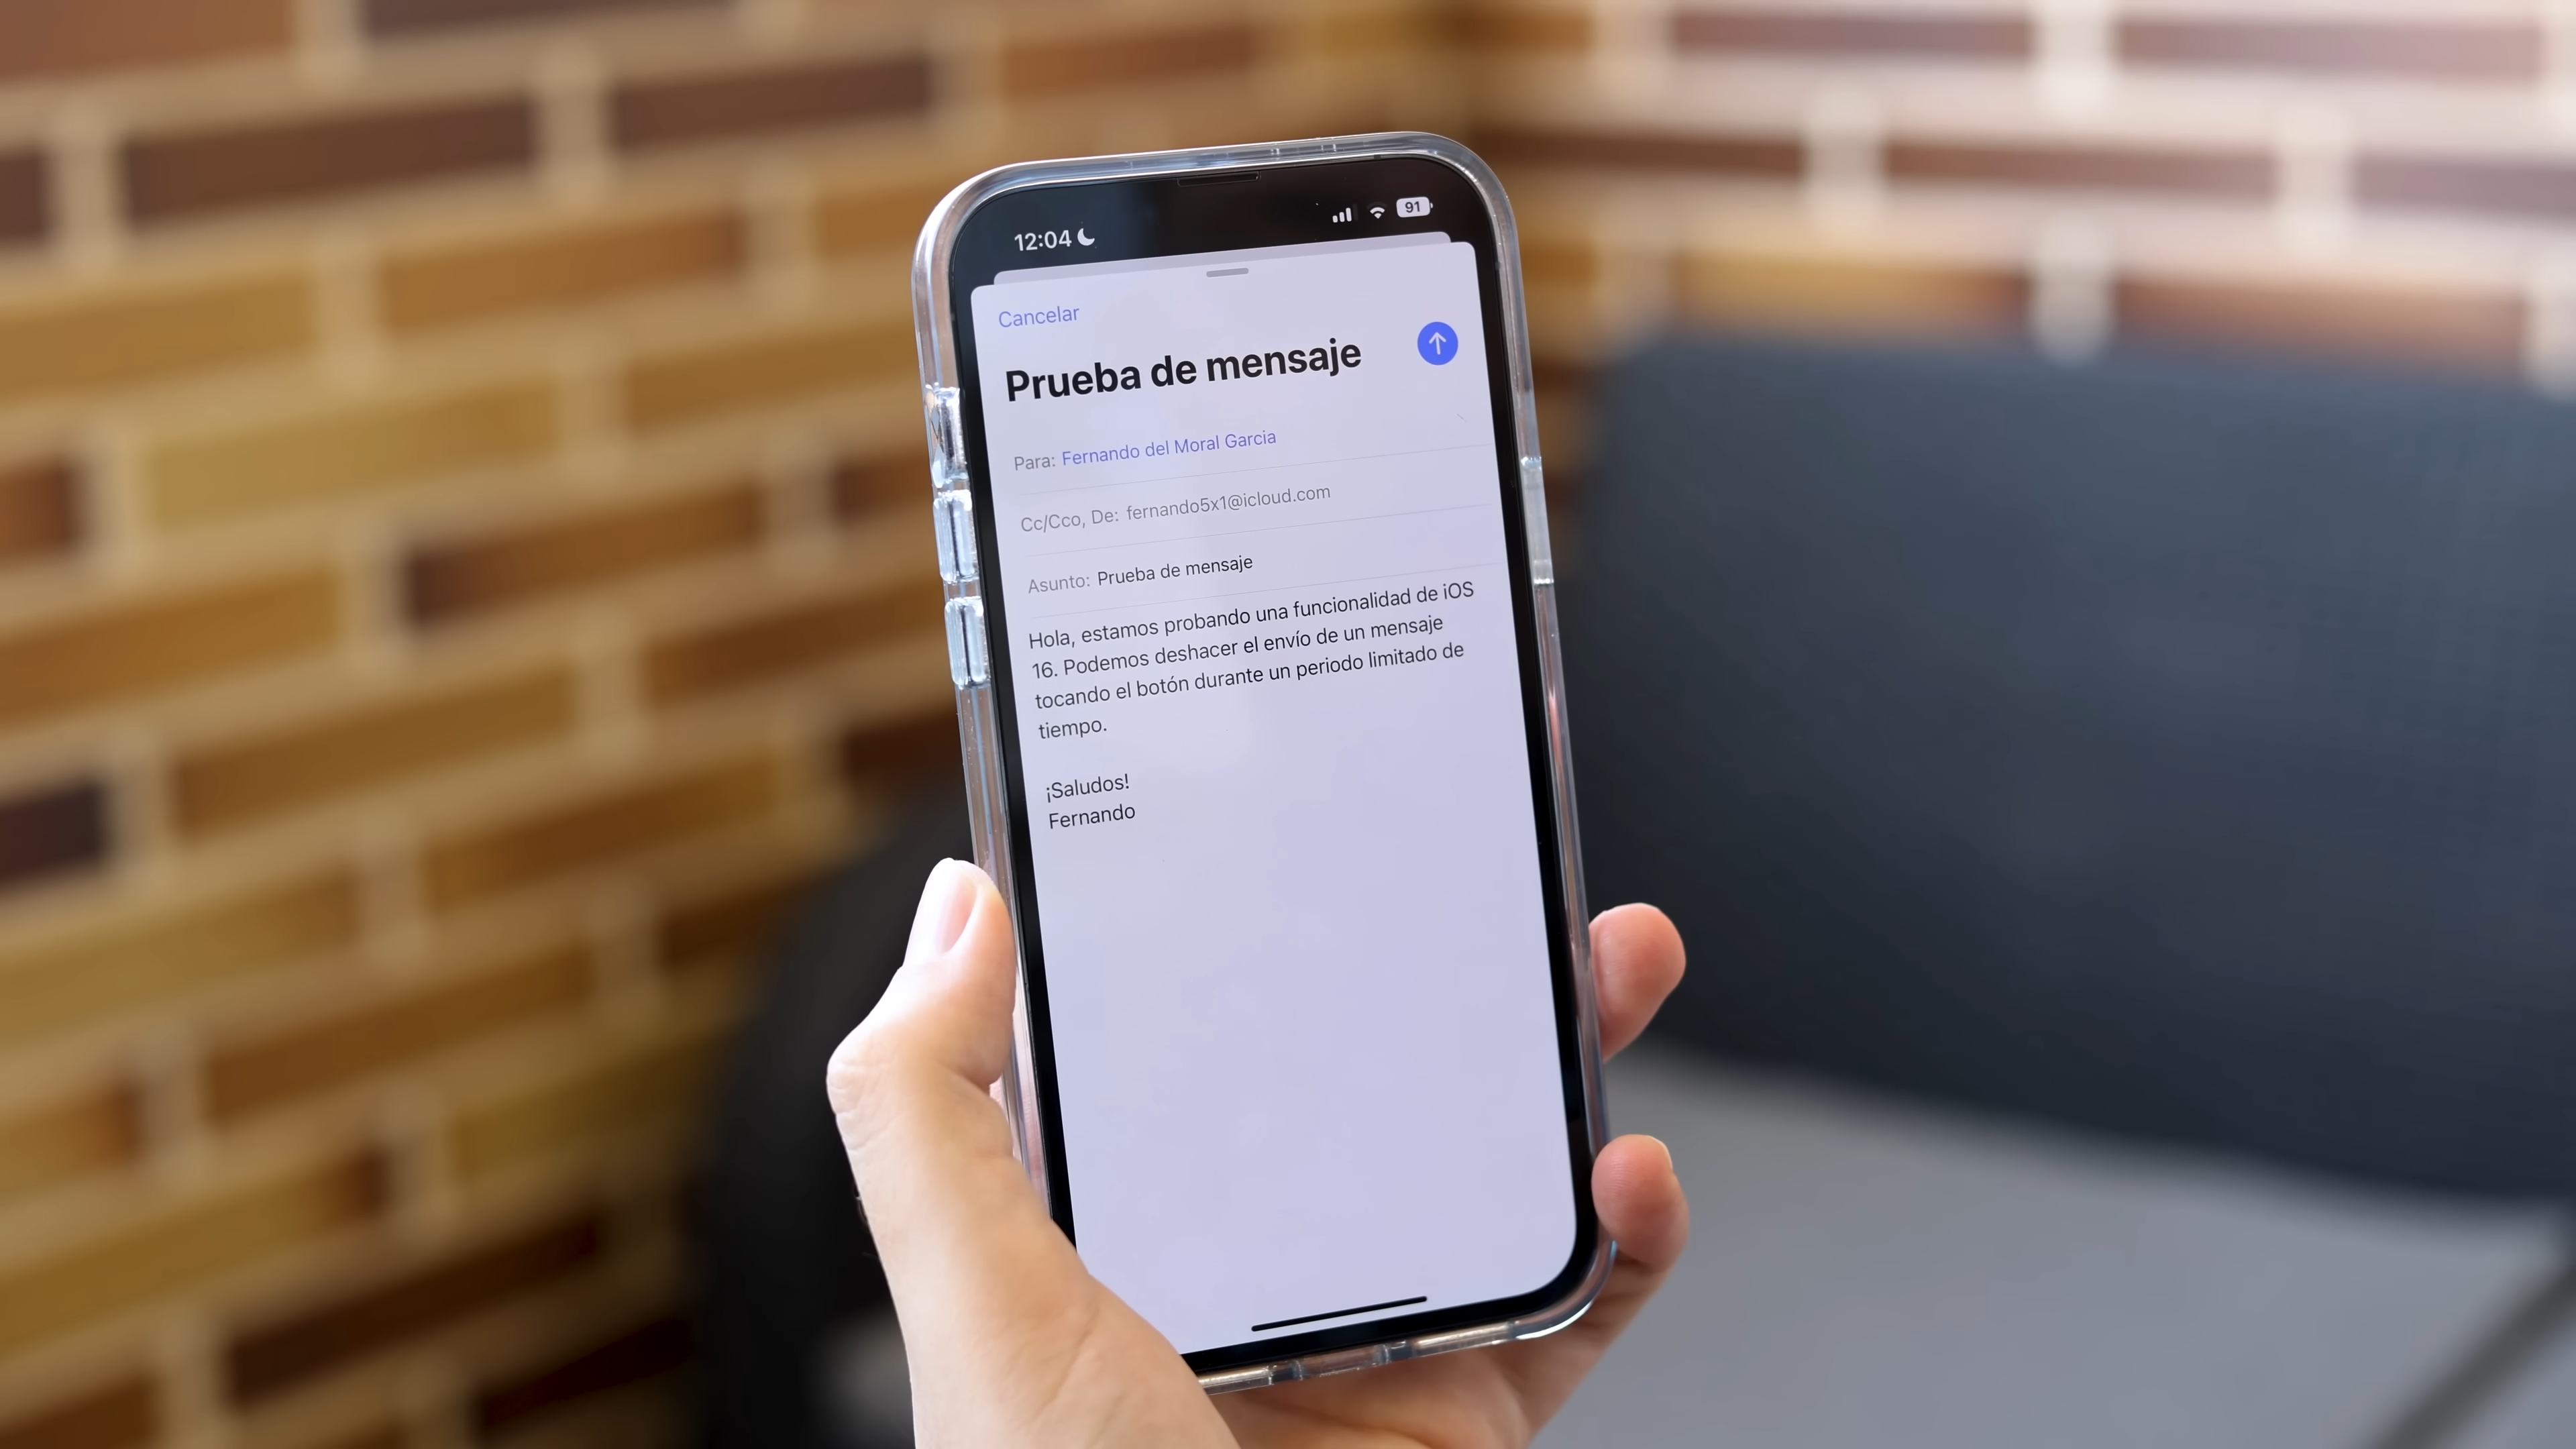 12:04
91
Cancelar
Prueba de mensaje
Para: Fernando del Moral Garcia
Cc/Cco, De: fernando5x1@icloud.com
Asunto: Prueba de mensaje
Hola, estamos probando una funcionalidad de iOS
16. Podemos deshacer el envío de un mensaje
tocando el botón durante un periodo limitado de
tiempo.
¡Saludos!
Fernando